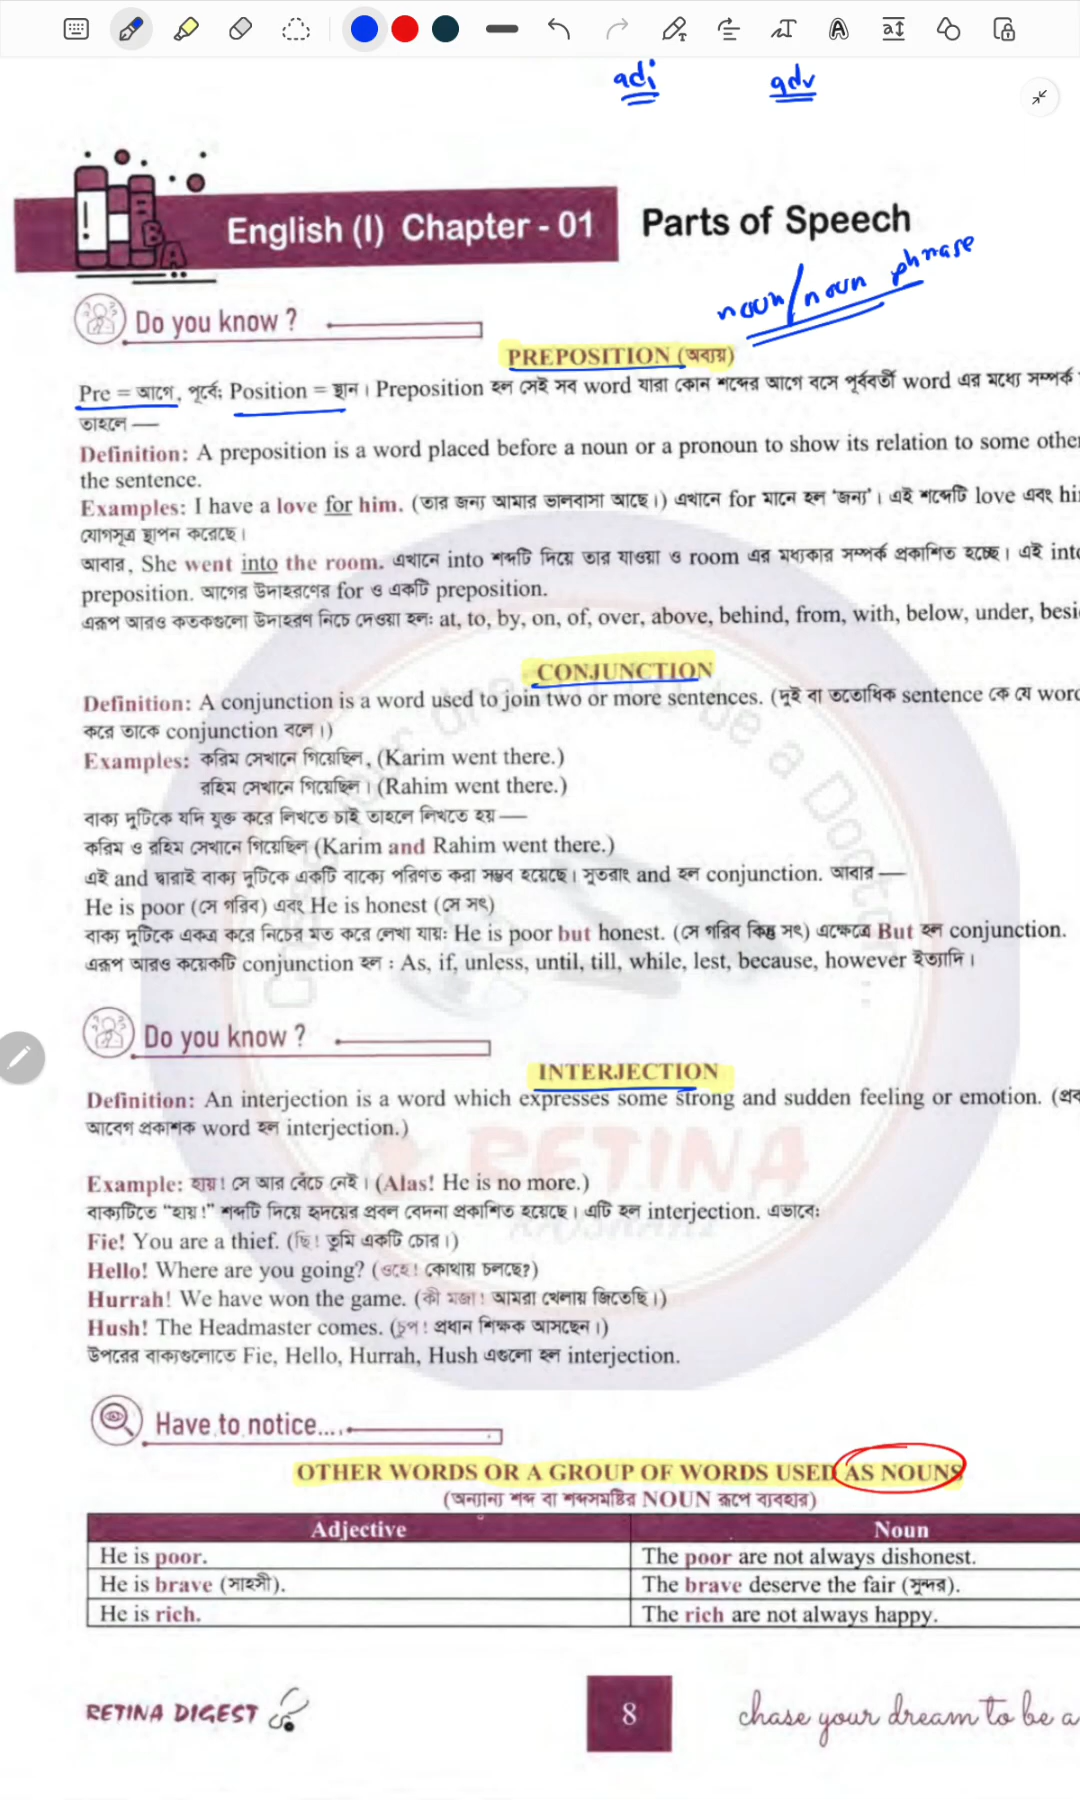 adj adv
English (I) Chapter - 01 Parts of Speech
noun/noun phrase
Do you know ?
PREPOSITION (অব্যয়)
Pre = আগে, পূর্বে; Position = স্থান। Preposition হল সেই সব word যারা কোন শব্দের আগে বসে পূর্ববর্তী word এর মধ্যে সম্পর্ক
তাহলে —
Definition: A preposition is a word placed before a noun or a pronoun to show its relation to some other
the sentence.
Examples: I have a love for him. (তার জন্য আমার ভালবাসা আছে।) এখানে for মানে হল ‘জন্য’। এই শব্দটি love এবং hi
যোগসূত্র স্থাপন করেছে।
আবার, She went into the room. এখানে into শব্দটি দিয়ে তার যাওয়া ও room এর মধ্যকার সম্পর্ক প্রকাশিত হচ্ছে। এই into
preposition. আগের উদাহরণের for ও একটি preposition.
এরূপ আরও কতকগুলো উদাহরণ নিচে দেওয়া হল: at, to, by, on, of, over, above, behind, from, with, below, under, besi
CONJUNCTION
Definition: A conjunction is a word used to join two or more sentences. (দুই বা ততোধিক sentence কে যে word
করে তাকে conjunction বলে।)
Examples: করিম সেখানে গিয়েছিল, (Karim went there.)
রহিম সেখানে গিয়েছিল। (Rahim went there.)
বাক্য দুটিকে যদি যুক্ত করে লিখতে চাই তাহলে লিখতে হয় —
করিম ও রহিম সেখানে গিয়েছিল (Karim and Rahim went there.)
এই and দ্বারাই বাক্য দুটিকে একটি বাক্যে পরিণত করা সম্ভব হয়েছে। সুতরাং and হল conjunction. আবার —
He is poor (সে গরিব) এবং He is honest (সে সৎ)
বাক্য দুটিকে একত্র করে নিচের মত করে লেখা যায়: He is poor but honest. (সে গরিব কিন্তু সৎ) এক্ষেত্রে But হল conjunction.
এরূপ আরও কয়েকটি conjunction হল : As, if, unless, until, till, while, lest, because, however ইত্যাদি।
Do you know ?
INTERJECTION
Definition: An interjection is a word which expresses some strong and sudden feeling or emotion. (প্রব
আবেগ প্রকাশক word হল interjection.)
RETINA
RAJSHAHI
Example: হায়! সে আর বেঁচে নেই। (Alas! He is no more.)
বাক্যটিতে “হায়!” শব্দটি দিয়ে হৃদয়ের প্রবল বেদনা প্রকাশিত হয়েছে। এটি হল interjection. এভাবে:
Fie! You are a thief. (ছি! তুমি একটি চোর।)
Hello! Where are you going? (ওহে! কোথায় চলছে?)
Hurrah! We have won the game. (কী মজা! আমরা খেলায় জিতেছি।)
Hush! The Headmaster comes. (চুপ! প্রধান শিক্ষক আসছেন।)
উপরের বাক্যগুলোতে Fie, Hello, Hurrah, Hush এগুলো হল interjection.
Have to notice....
OTHER WORDS OR A GROUP OF WORDS USED AS NOUNS
(অন্যান্য শব্দ বা শব্দসমষ্টির NOUN রূপে ব্যবহার)
Adjective Noun
He is poor. The poor are not always dishonest.
He is brave (সাহসী). The brave deserve the fair (সুন্দর).
He is rich. The rich are not always happy.
RETINA DIGEST 8 chase your dream to be a